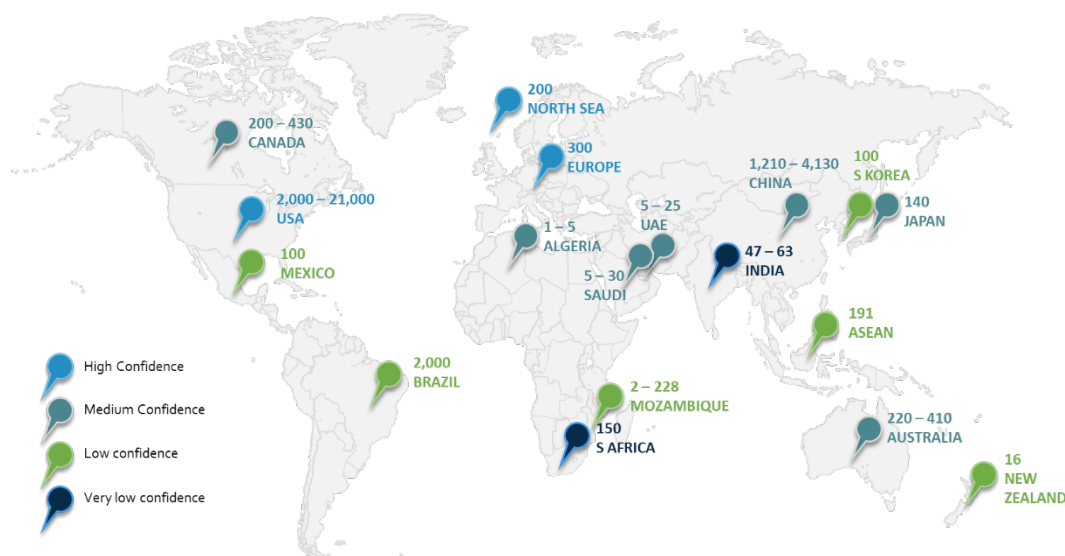 200
NORTH SEA
200 – 430
CANADA
300
EUROPE
1,210 – 4,130
CHINA
100
S KOREA
2,000 – 21,000
USA
5 – 25
UAE
140
JAPAN
1 – 5
ALGERIA
100
MEXICO
47 – 63
INDIA
5 – 30
SAUDI
191
ASEAN
2,000
BRAZIL
2 – 228
MOZAMBIQUE
150
S AFRICA
220 – 410
AUSTRALIA
16
NEW
ZEALAND
High Confidence
Medium Confidence
Low confidence
Very low confidence